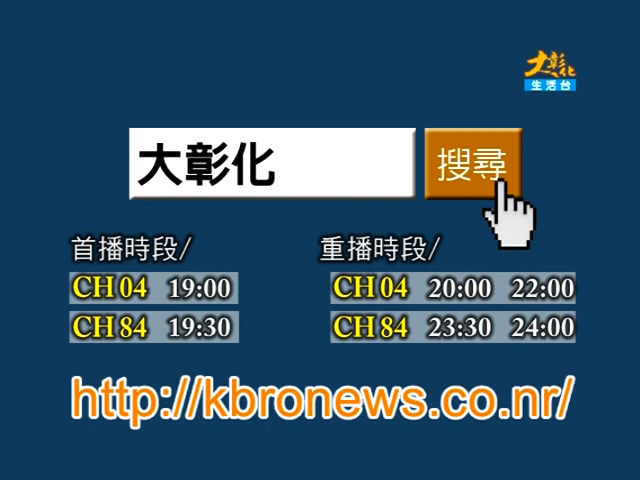 大彰化
生活台
大彰化 搜尋
首播時段/ 重播時段/
CH04 19:00 CH04 20:00 22:00
CH84 19:30 CH84 23:30 24:00
http://kbronews.co.nr/